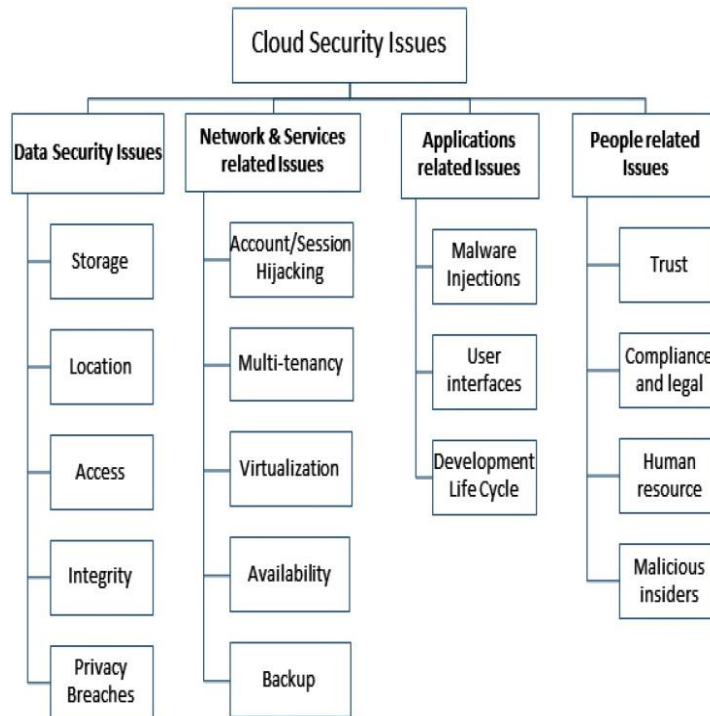 Cloud Security Issues
Data Security Issues
Network & Services
related Issues
Applications
related Issues
People related
Issues
Storage
Location
Access
Integrity
Privacy
Breaches
Account/Session
Hijacking
Multi-tenancy
Virtualization
Availability
Backup
Malware
Injections
User
interfaces
Development
Life Cycle
Trust
Compliance
and legal
Human
resource
Malicious
insiders